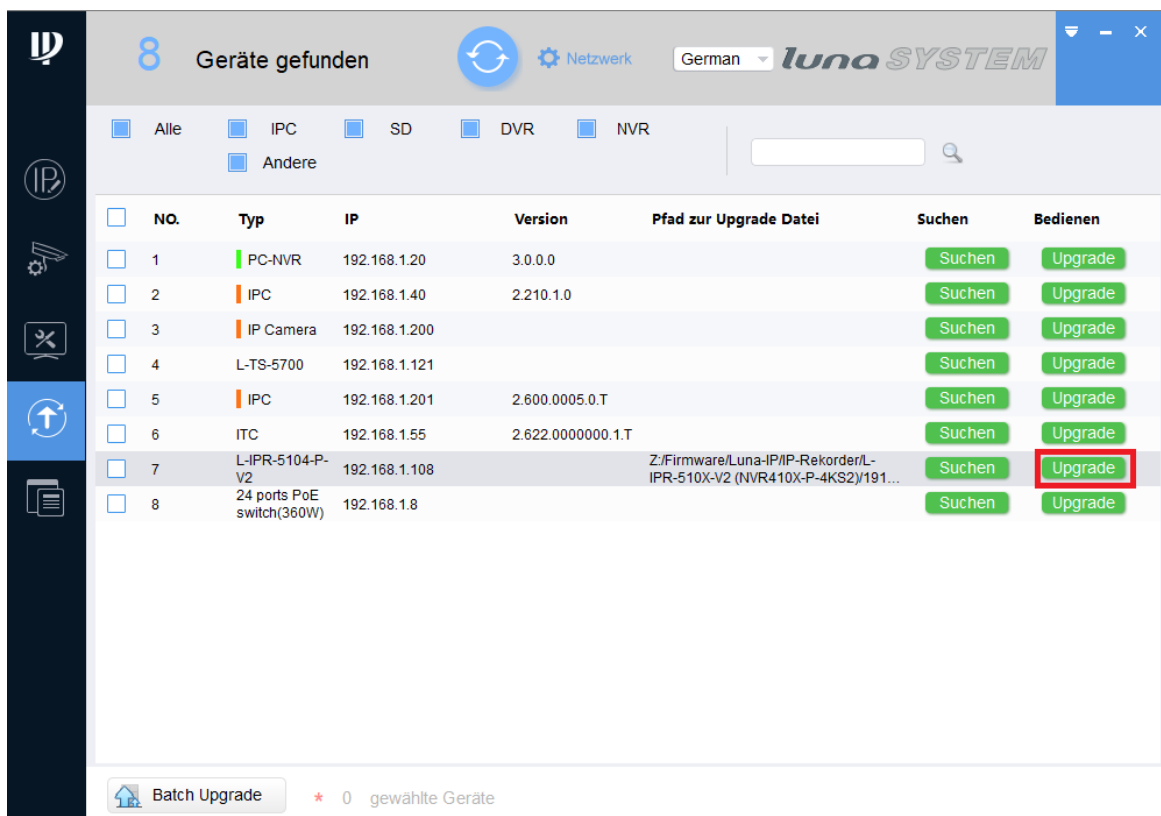 IP
8 Geräte gefunden Netzwerk German luna SYSTEM
Alle IPC SD DVR NVR
Andere
IP
NO. Typ IP Version Pfad zur Upgrade Datei Suchen Bedienen
1 PC-NVR 192.168.1.20 3.0.0.0 Suchen Upgrade
2 IPC 192.168.1.40 2.210.1.0 Suchen Upgrade
3 IP Camera 192.168.1.200 Suchen Upgrade
4 L-TS-5700 192.168.1.121 Suchen Upgrade
5 IPC 192.168.1.201 2.600.0005.0.T Suchen Upgrade
6 ITC 192.168.1.55 2.622.0000000.1.T Suchen Upgrade
7 L-IPR-5104-P- 192.168.1.108 Z:/Firmware/Luna-IP/IP-Rekorder/L- Suchen Upgrade
V2 IPR-510X-V2 (NVR410X-P-4KS2)/191...
8 24 ports PoE 192.168.1.8 Suchen Upgrade
switch(360W)
Batch Upgrade * 0 gewählte Geräte